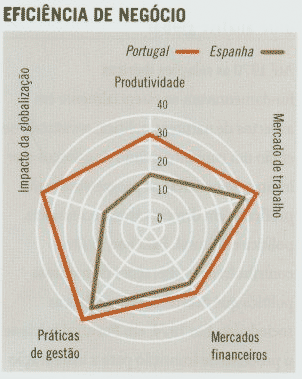 EFICIÊNCIA DE NEGÓCIO
Portugal Espanha
Produtividade
Impacto da globalização
Mercado de trabalho
40
30
20
10
0
Práticas
de gestão
Mercados
financeiros